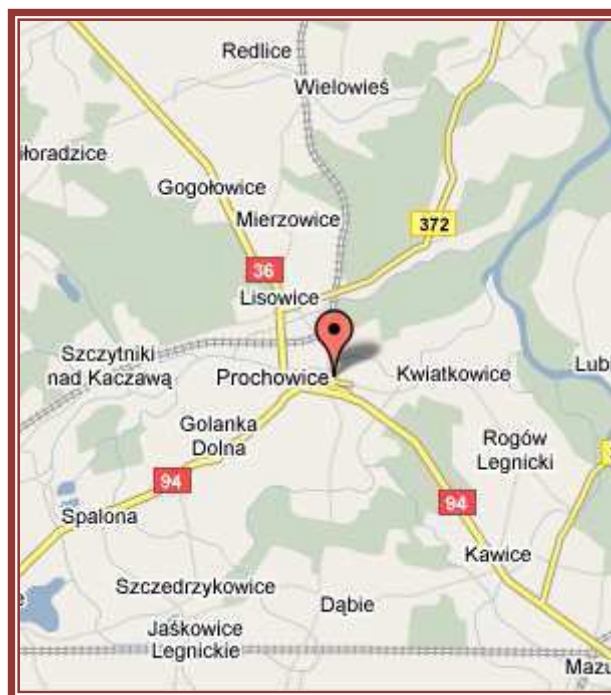 Redlice
Wielowieś
iłoradzice
Gogołowice
Mierzowice
372
36
Lisowice
Szczytniki
nad Kaczawą
Prochowice
Kwiatkowice
Lub
Golanka
Dolna
Rogów
Legnicki
94
94
Spalona
Kawice
Szczedrzykowice
Dąbie
Jaśkowice
Legnickie
Mazu